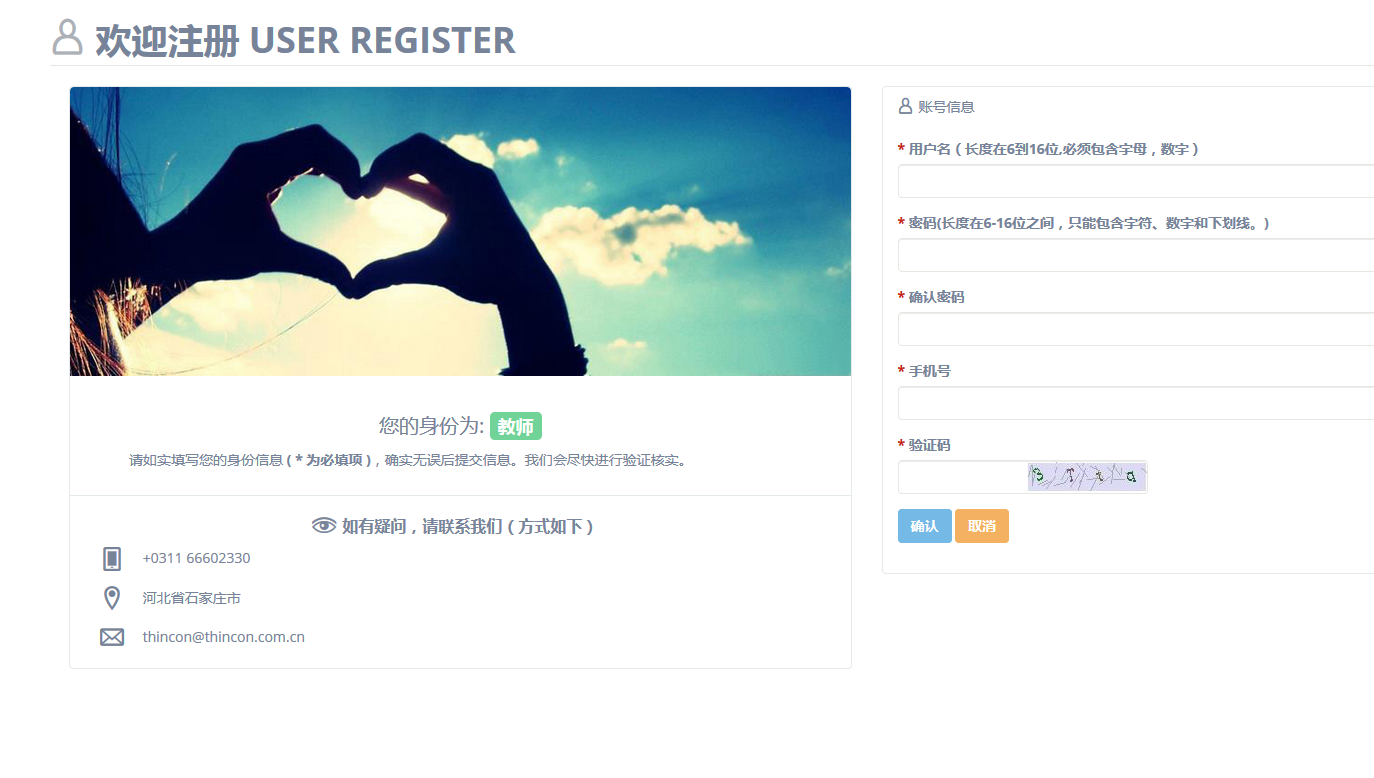 欢迎注册 USER REGISTER
您的身份为: 教师
请如实填写您的身份信息 ( * 为必填项 ) , 确实无误后提交信息。我们会尽快进行验证核实。
如有疑问，请联系我们 ( 方式如下 )
+0311 66602330
河北省石家庄市
thincon@thincon.com.cn
账号信息
* 用户名 ( 长度在6到16位,必须包含字母，数字 )
* 密码(长度在6-16位之间，只能包含字符、数字和下划线。)
* 确认密码
* 手机号
* 验证码
确认 取消